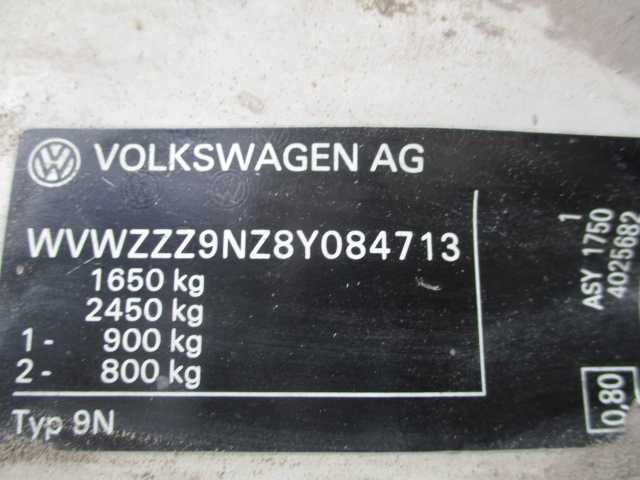 VOLKSWAGEN AG
WVWZZZ9NZ8Y084713
1650 kg
2450 kg
1- 900 kg
2- 800 kg
Typ 9N
1
ASY 1750
4025682
0,80